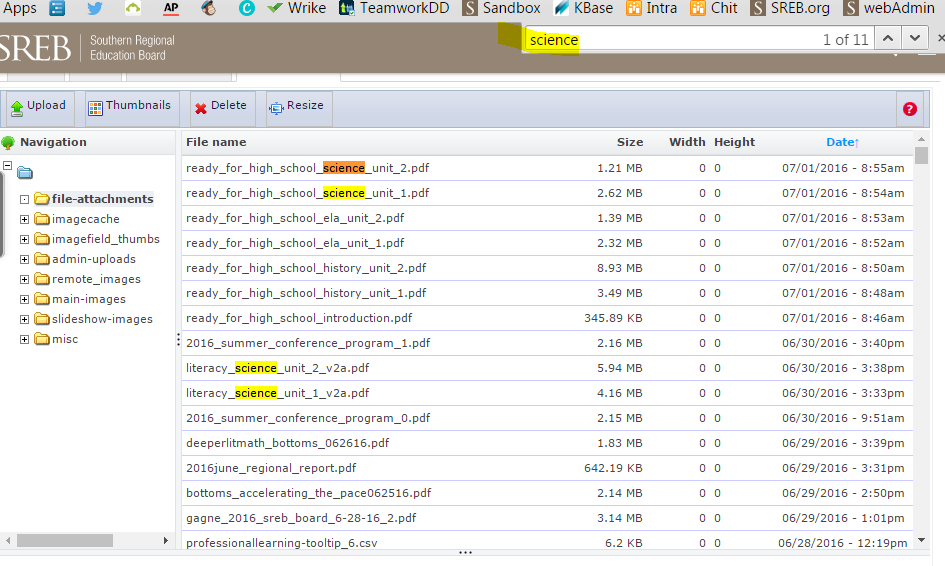 Apps AP C Wrike TeamworkDD S Sandbox KBase Intra Chit S SREB.org S webAdmin
science 1 of 11
SREB Southern Regional
Education Board
Upload Thumbnails Delete Resize ?
Navigation File name Size Width Height Date↑
ready_for_high_school_science_unit_2.pdf 1.21 MB 0 0 07/01/2016 - 8:55am
file-attachments ready_for_high_school_science_unit_1.pdf 2.62 MB 0 0 07/01/2016 - 8:54am
imagecache ready_for_high_school_ela_unit_2.pdf 1.39 MB 0 0 07/01/2016 - 8:53am
imagefield_thumbs ready_for_high_school_ela_unit_1.pdf 2.32 MB 0 0 07/01/2016 - 8:52am
admin-uploads ready_for_high_school_history_unit_2.pdf 8.93 MB 0 0 07/01/2016 - 8:50am
remote_images ready_for_high_school_history_unit_1.pdf 3.49 MB 0 0 07/01/2016 - 8:48am
main-images
slideshow-images ready_for_high_school_introduction.pdf 345.89 KB 0 0 07/01/2016 - 8:46am
misc 2016_summer_conference_program_1.pdf 2.16 MB 0 0 06/30/2016 - 3:40pm
literacy_science_unit_2_v2a.pdf 5.94 MB 0 0 06/30/2016 - 3:38pm
literacy_science_unit_1_v2a.pdf 4.16 MB 0 0 06/30/2016 - 3:33pm
2016_summer_conference_program_0.pdf 2.15 MB 0 0 06/30/2016 - 9:51am
deeperlitmath_bottoms_062616.pdf 1.83 MB 0 0 06/29/2016 - 3:39pm
2016june_regional_report.pdf 642.19 KB 0 0 06/29/2016 - 3:31pm
bottoms_accelerating_the_pace062516.pdf 2.14 MB 0 0 06/29/2016 - 2:50pm
gagne_2016_sreb_board_6-28-16_2.pdf 3.14 MB 0 0 06/29/2016 - 1:01pm
professionallearning-tooltip_6.csv 6.2 KB 0 0 06/28/2016 - 12:19pm